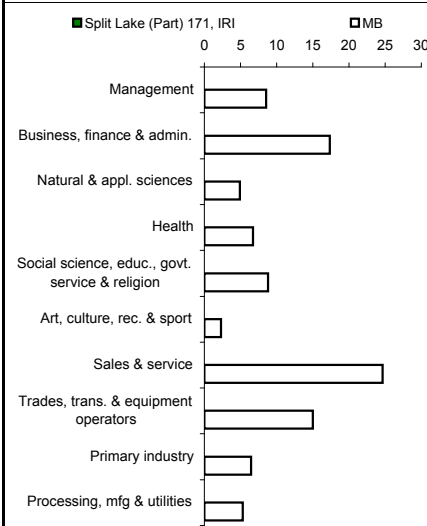 Split Lake (Part) 171, IRI MB
0 5 10 15 20 25 30
Management
Business, finance & admin.
Natural & appl. sciences
Health
Social science, educ., govt.
service & religion
Art, culture, rec. & sport
Sales & service
Trades, trans. & equipment
operators
Primary industry
Processing, mfg & utilities